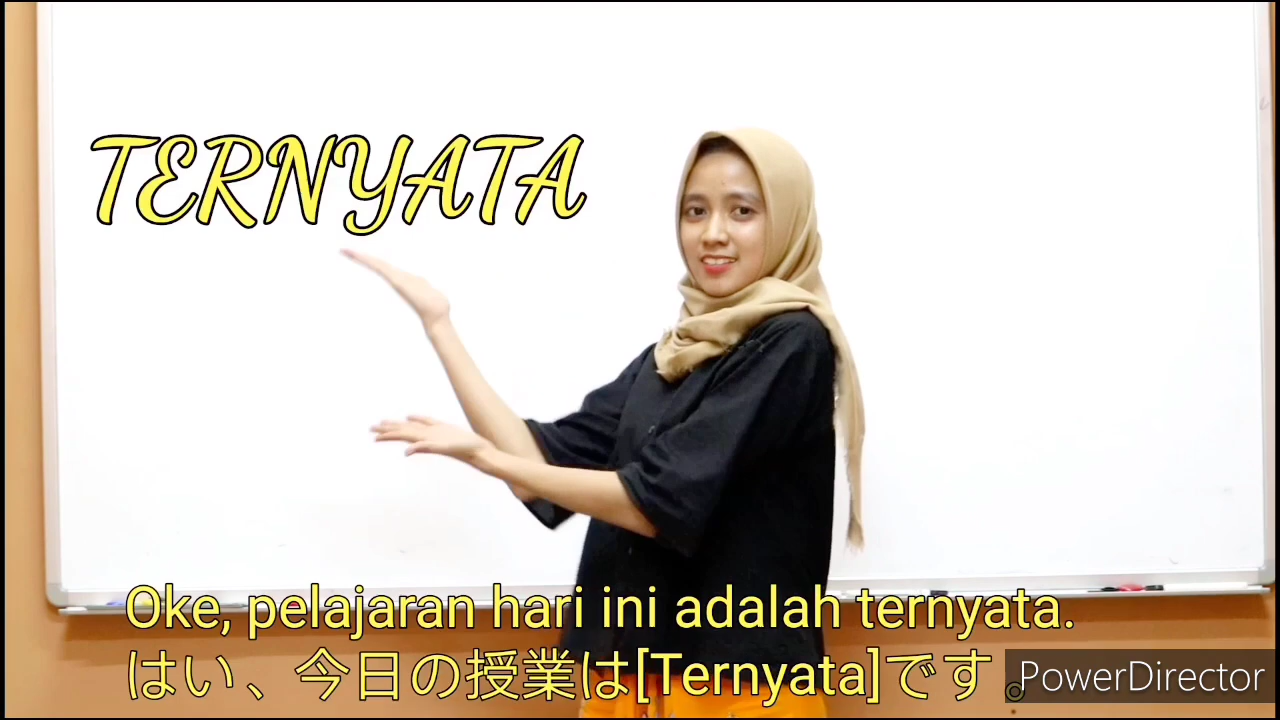 TERNYATA
Oke, pelajaran hari ini adalah ternyata.
はい、今日の授業は[Ternyata]です。
PowerDirector